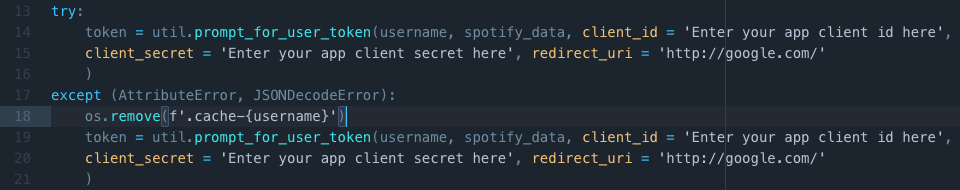 13 try:
14     token = util.prompt_for_user_token(username, spotify_data, client_id = 'Enter your app client id here',
15     client_secret = 'Enter your app client secret here', redirect_uri = 'http://google.com/'
16     )
17 except (AttributeError, JSONDecodeError):
18     os.remove(f'.cache-{username}')
19     token = util.prompt_for_user_token(username, spotify_data, client_id = 'Enter your app client id here',
20     client_secret = 'Enter your app client secret here', redirect_uri = 'http://google.com/'
21     )